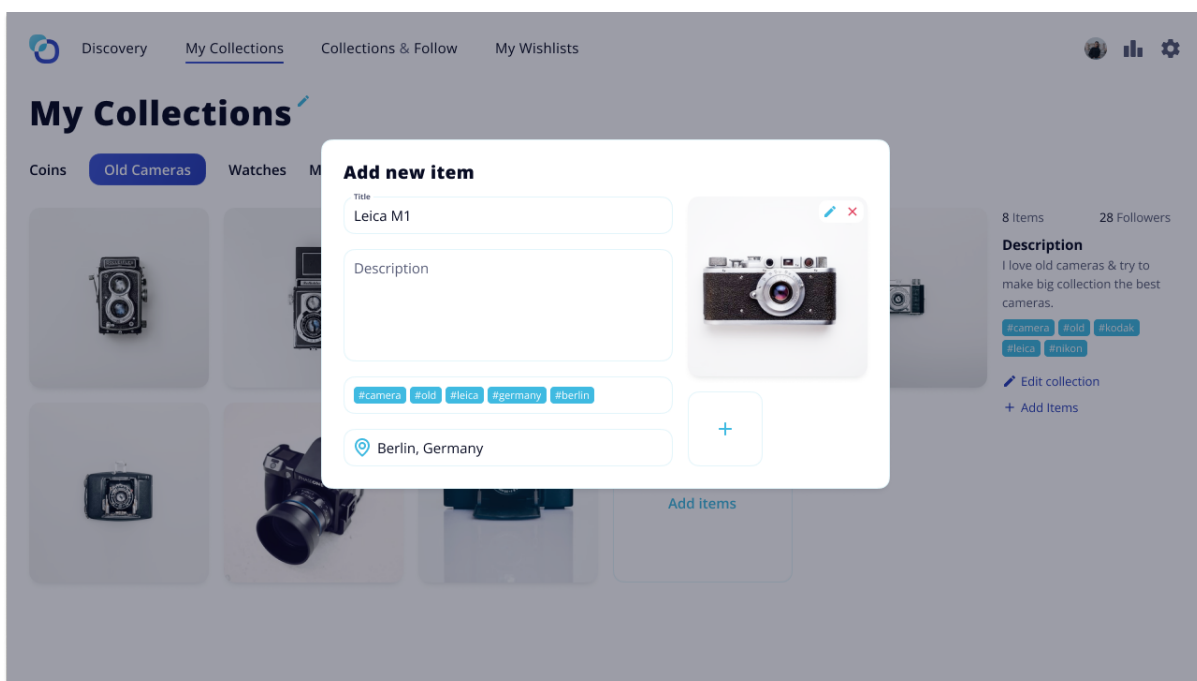 Discovery
My Collections
Collections & Follow
My Wishlists
My Collections
Coins
Old Cameras
Watches
M
Add new item
Title
Leica M1
Description
#camera #old #leica #germany #berlin
Berlin, Germany
+
8 Items
28 Followers
Description
I love old cameras & try to
make big collection the best
cameras.
#camera #old #kodak
#leica #nikon
Edit collection
+ Add Items
Add items